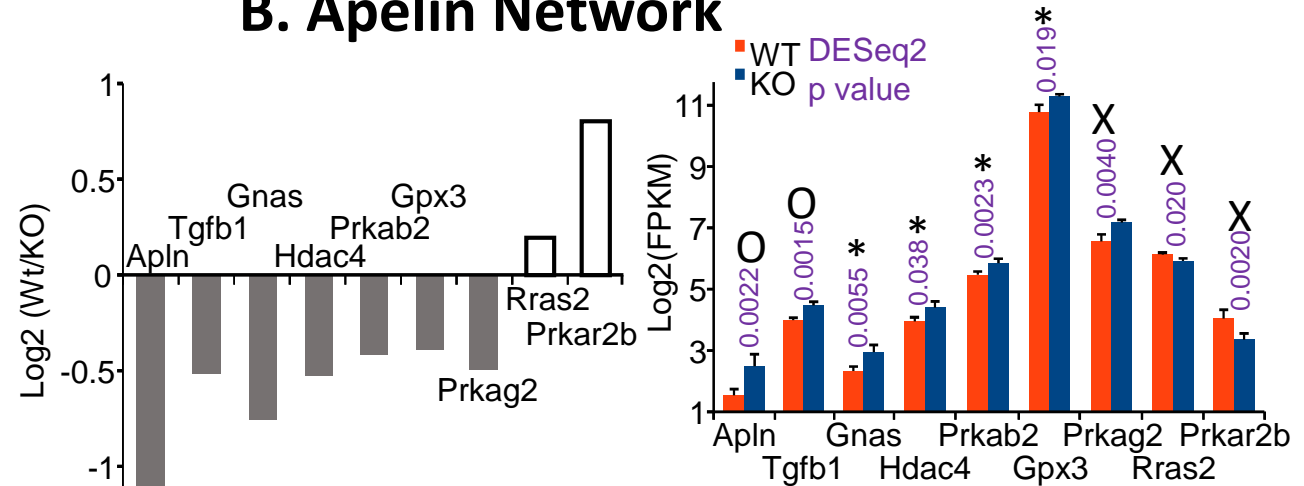 B. Apelin Network
Log2 (Wt/KO)
1
0.5
0
-0.5
-1
Apln
Tgfb1
Gnas
Hdac4
Prkab2
Gpx3
Prkag2
Rras2
Prkar2b
WT
KO
DESeq2
p value
Log2(FPKM)
11
9
7
5
3
1
O
0.0022
O
0.0015
*
0.0055
*
0.038
*
0.0023
*
0.019
X
0.0040
X
0.020
X
0.0020
Apln
Tgfb1
Gnas
Hdac4
Prkab2
Gpx3
Prkag2
Rras2
Prkar2b